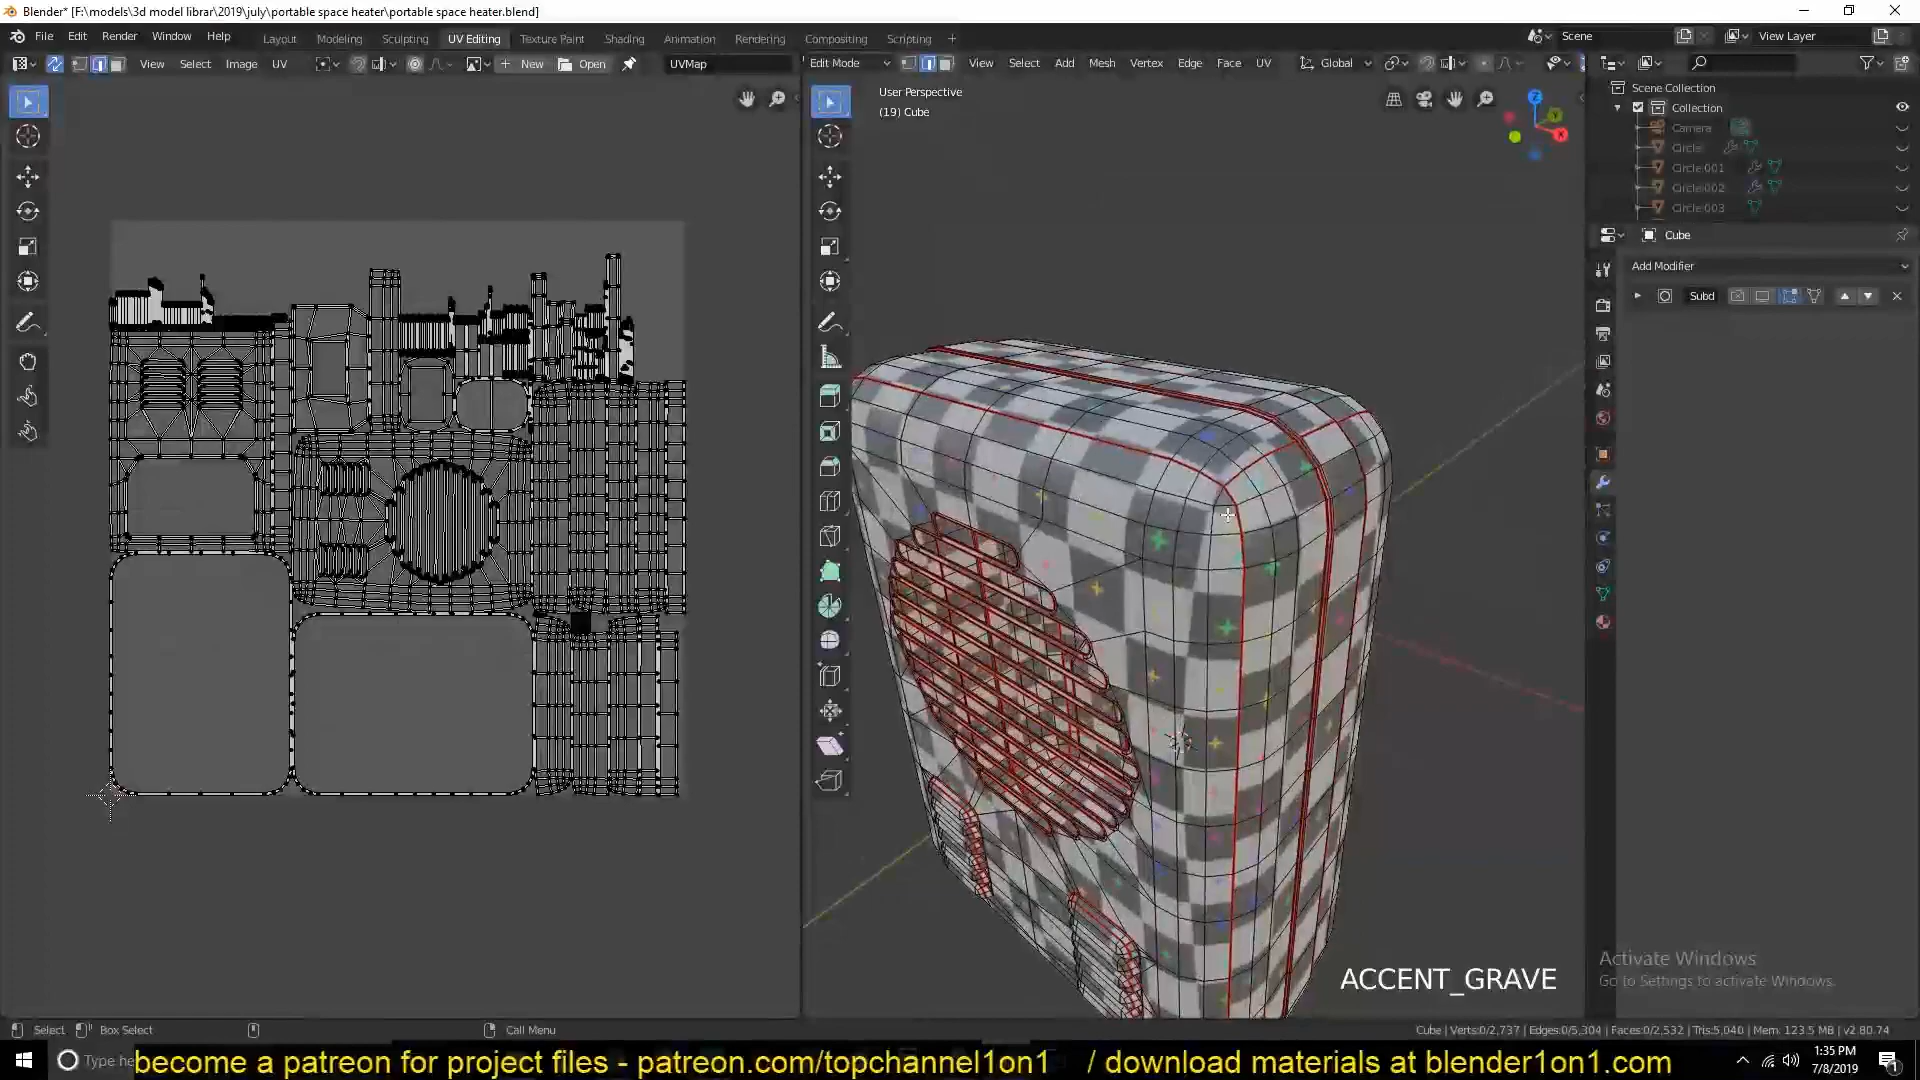 Blender* [F:\models\3d model librar\2019\july\portable space heater\portable space heater.blend]
File Edit Render Window Help Layout Modeling Sculpting UV Editing Texture Paint Shading Animation Rendering Compositing Scripting + Scene View Layer
View Select Image UV New Open UVMap Edit Mode View Select Add Mesh Vertex Edge Face UV Global
User Perspective
(19) Cube
Scene Collection
Collection
Camera
Circle
Circle.001
Circle.002
Circle.003
Cube
Add Modifier
Subd
X
Y
Z
ACCENT_GRAVE
Activate Windows
Go to Settings to activate Windows.
Select Box Select Call Menu Cube | Verts:0/2,737 | Edges:0/5,304 | Faces:0/2,532 | Tris:5,040 | Mem: 123.5 MB | v2.80.74
Type he
become a patreon for project files - patreon.com/topchannel1on1 / download materials at blender1on1.com
1:35 PM
7/8/2019
1